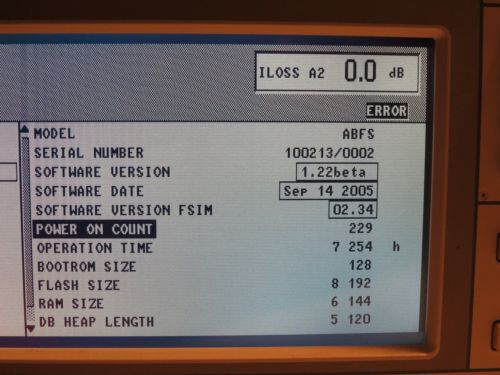 ILOSS A2 0.0 dB
ERROR
MODEL ABFS
SERIAL NUMBER 100213/0002
SOFTWARE VERSION 1.22beta
SOFTWARE DATE Sep 14 2005
SOFTWARE VERSION FSIM 02.34
POWER ON COUNT 229
OPERATION TIME 7 254 h
BOOTROM SIZE 128
FLASH SIZE 8 192
RAM SIZE 6 144
DB HEAP LENGTH 5 120